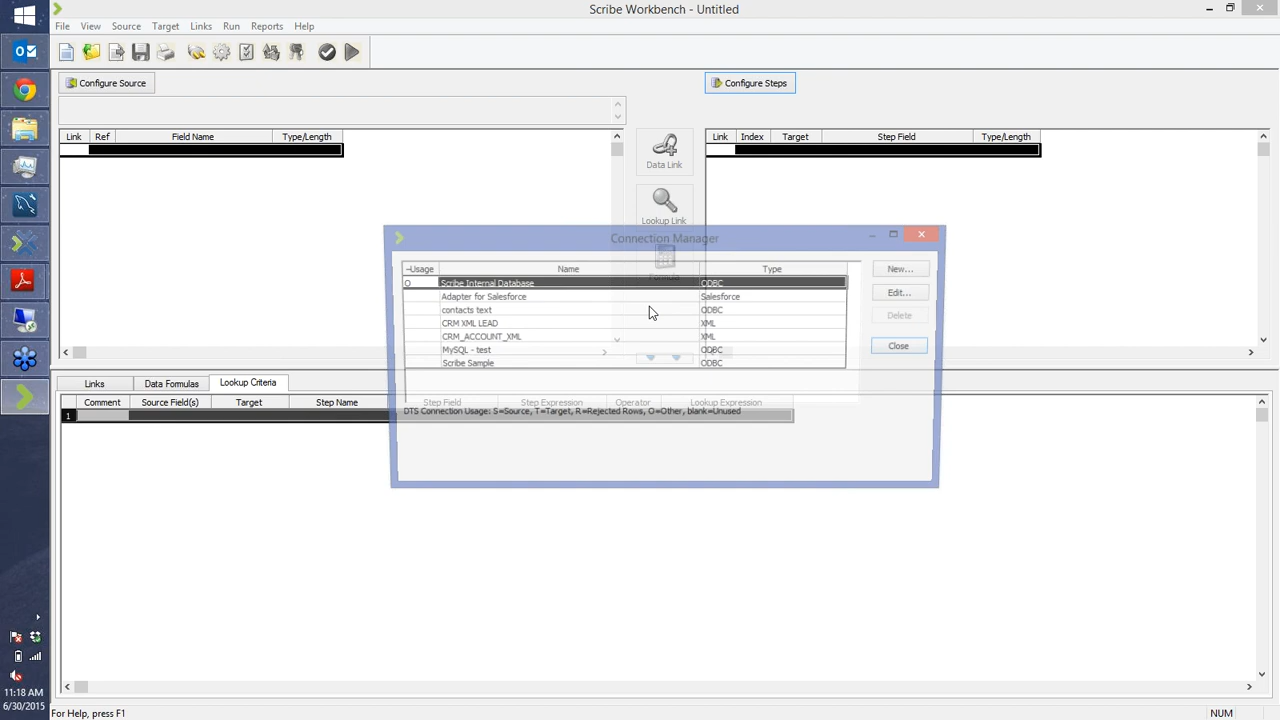 Scribe Workbench - Untitled
File View Source Target Links Run Reports Help
Configure Source
Configure Steps
Link Ref Field Name Type/Length
Data Link
Link Index Target Step Field Type/Length
Lookup Link
Connection Manager
Formula
~Usage Name Type
O Scribe Internal Database ODBC
Adapter for Salesforce Salesforce
contacts text ODBC
CRM XML LEAD XML
CRM_ACCOUNT_XML XML
MySQL - test ODBC
Scribe Sample ODBC
New...
Edit...
Delete
Close
DTS Connection Usage: S=Source, T=Target, R=Rejected Rows, O=Other, blank=Unused
Links Data Formulas Lookup Criteria
Comment Source Field(s) Target Step Name Step Field Step Expression Operator Lookup Expression
1
11:18 AM
6/30/2015
For Help, press F1
NUM